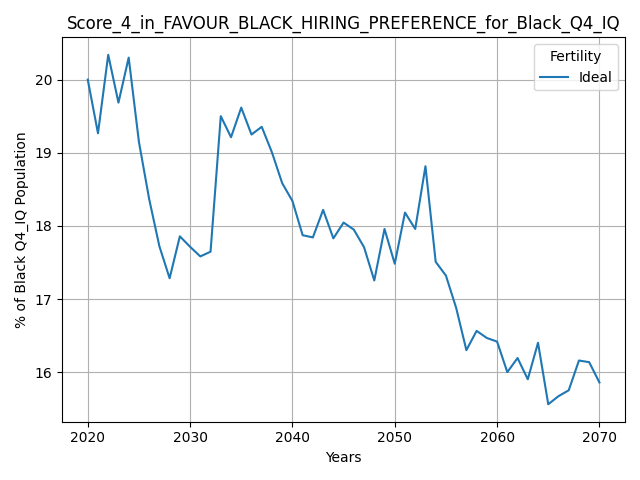 Score_4_in_FAVOUR_BLACK_HIRING_PREFERENCE_for_Black_Q4_IQ
Fertility
Ideal
% of Black Q4_IQ Population
20
19
18
17
16
2020 2030 2040 2050 2060 2070
Years